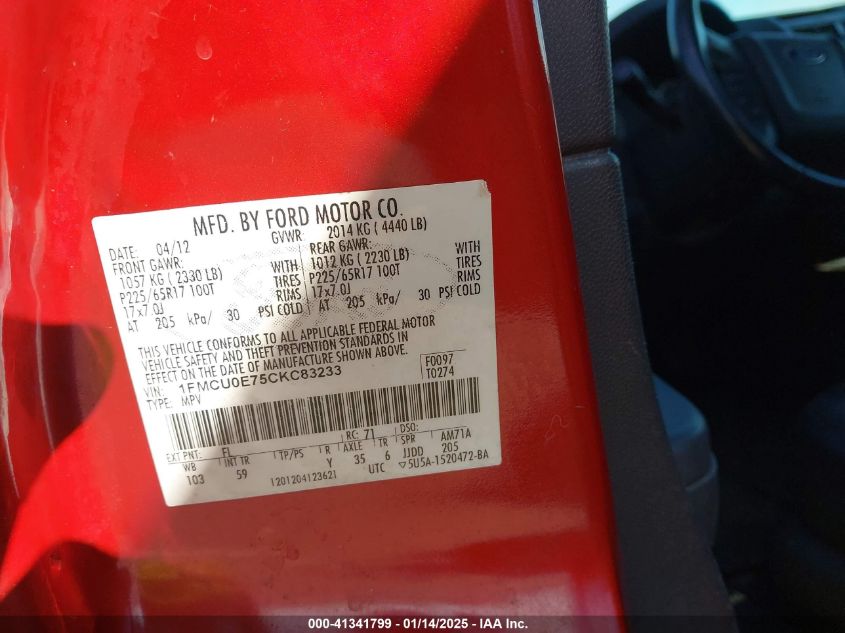 MFD. BY FORD MOTOR CO.
DATE: 04/12 GVWR: 2014 KG ( 4440 LB)
FRONT GAWR: REAR GAWR:
1057 KG ( 2330 LB) WITH 1012 KG ( 2230 LB) WITH
P225/65R17 100T TIRES P225/65R17 100T TIRES
17x7.0J RIMS 17x7.0J RIMS
AT 205 kPa/ 30 PSI COLD AT 205 kPa/ 30 PSI COLD
THIS VEHICLE CONFORMS TO ALL APPLICABLE FEDERAL MOTOR
VEHICLE SAFETY AND THEFT PREVENTION STANDARDS IN
EFFECT ON THE DATE OF MANUFACTURE SHOWN ABOVE.
VIN: 1FMCU0E75CKC83233 F0097
TYPE: MPV T0274
EXT PNT: FL RC: 71 DSO:
WB INT TR TP/PS R AXLE TR SPR AM71A
103 59 Y 35 6 JJDD 205
1201204123621 UTC ▽5U5A-1520472-BA
000-41341799 - 01/14/2025 - IAA Inc.